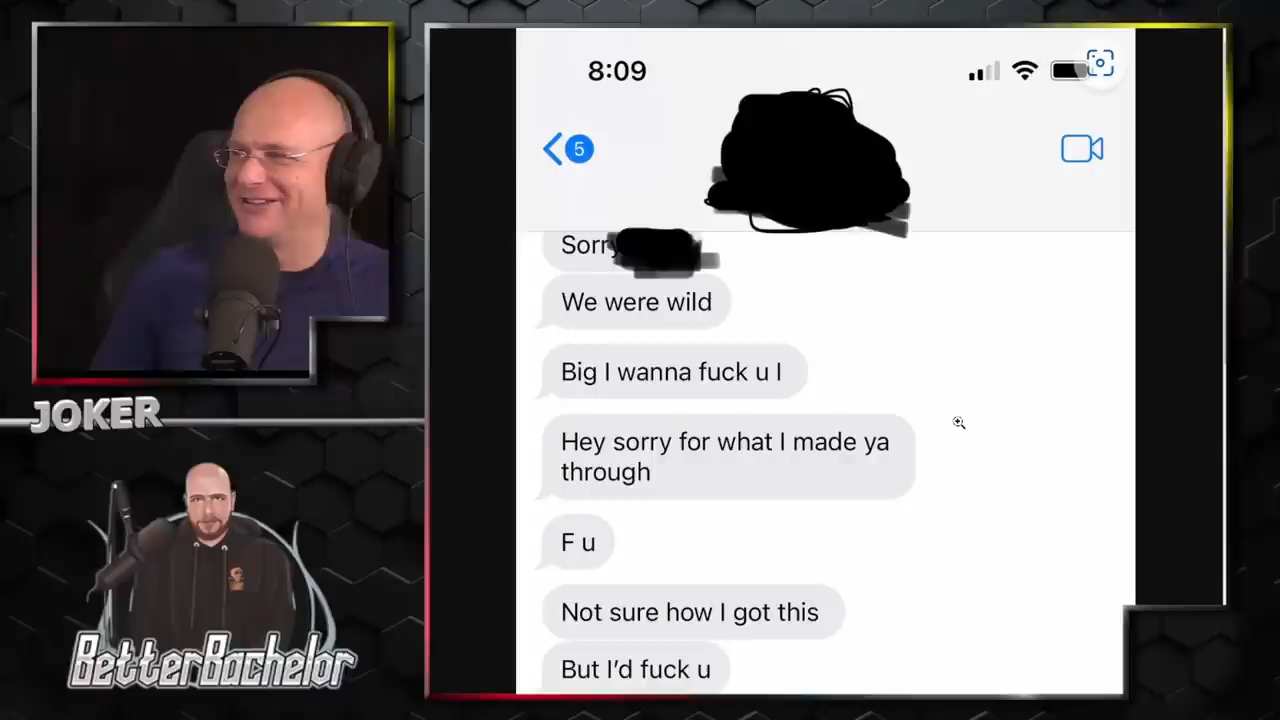 8:09
5
Sorry
We were wild
Big I wanna fuck u I
Hey sorry for what I made ya
through
F u
Not sure how I got this
But I’d fuck u
JOKER
BetterBachelor